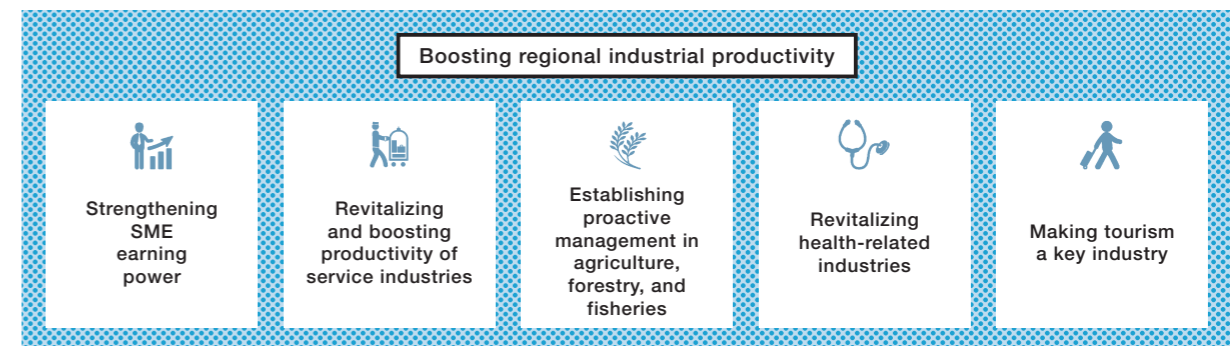 Boosting regional industrial productivity
Strengthening
SME
earning
power
Revitalizing
and boosting
productivity of
service industries
Establishing
proactive
management in
agriculture,
forestry, and
fisheries
Revitalizing
health-related
industries
Making tourism
a key industry